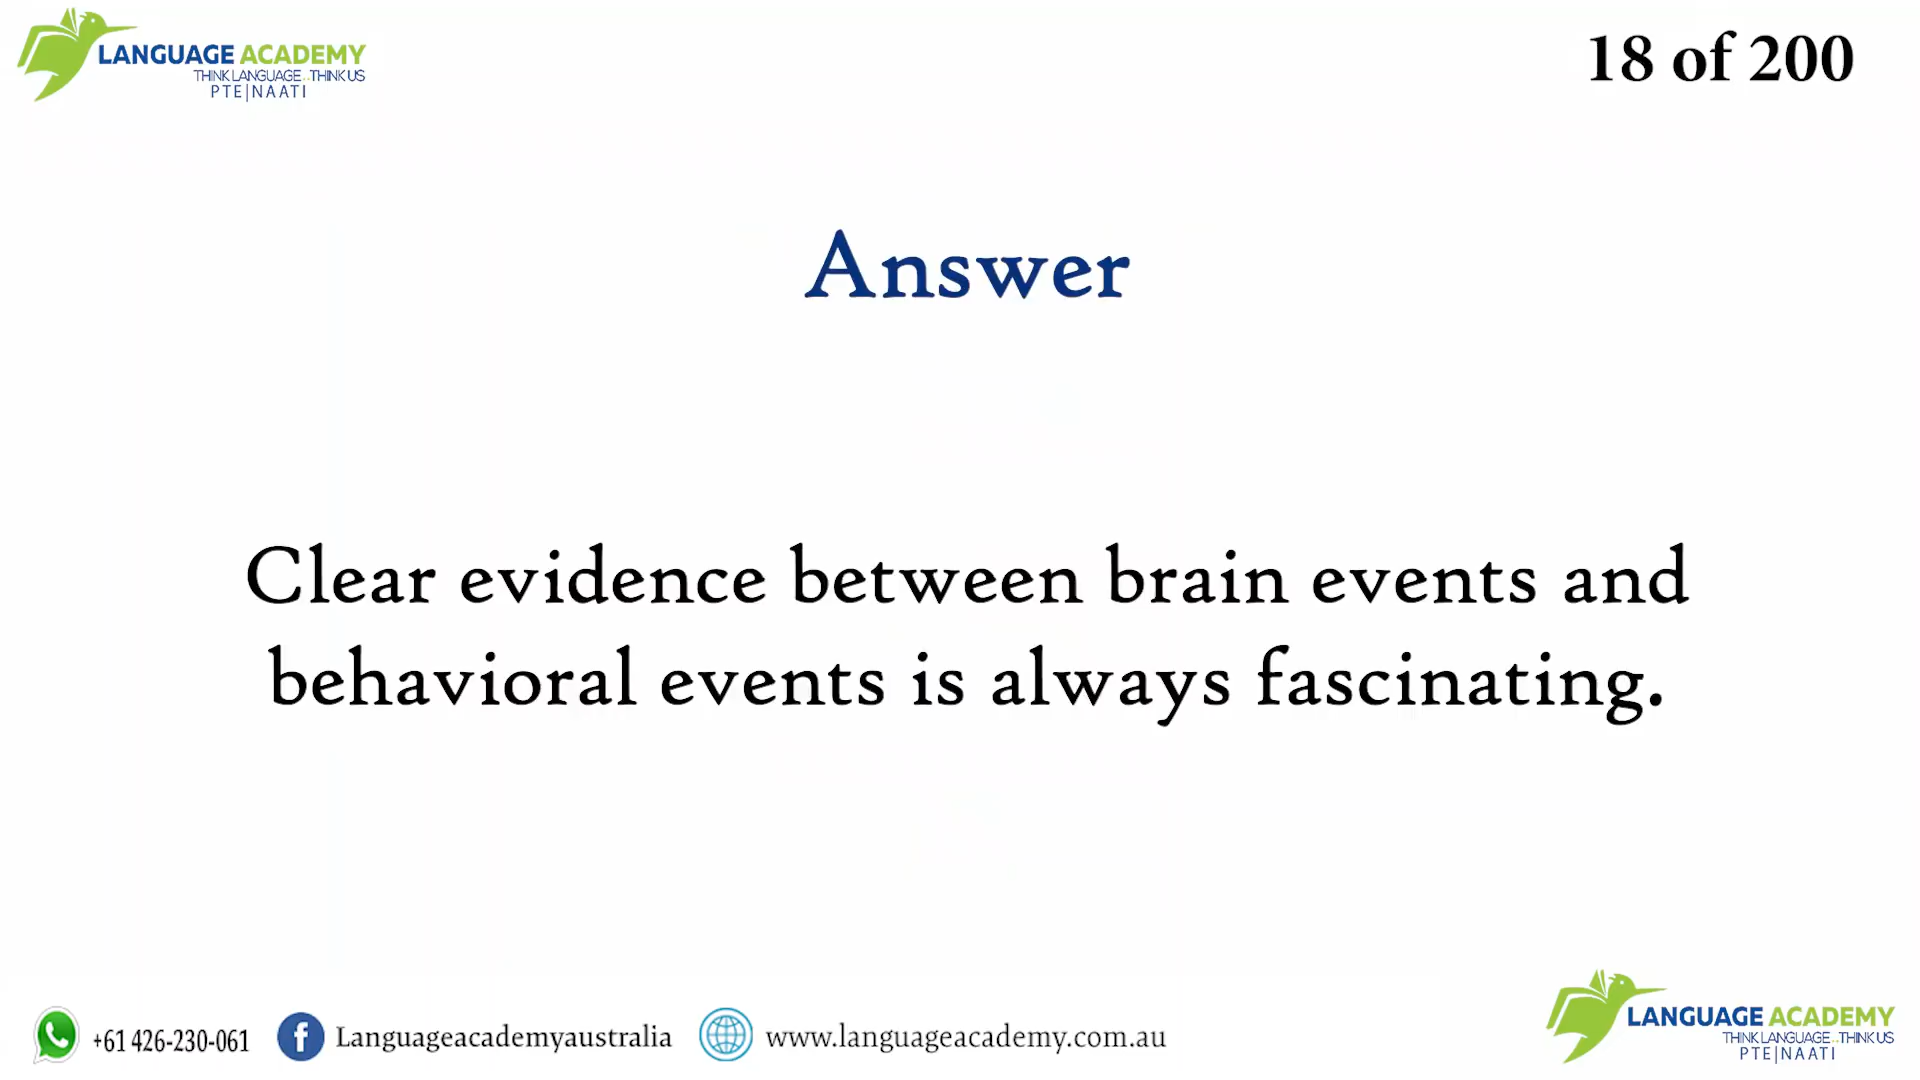 LANGUAGE ACADEMY
THINK LANGUAGE..THINK US
PTE|NAATI
18 of 200
Answer
Clear evidence between brain events and
behavioral events is always fascinating.
+61 426-230-061
Languageacademyaustralia
www.languageacademy.com.au
LANGUAGE ACADEMY
THINK LANGUAGE..THINK US
PTE|NAATI